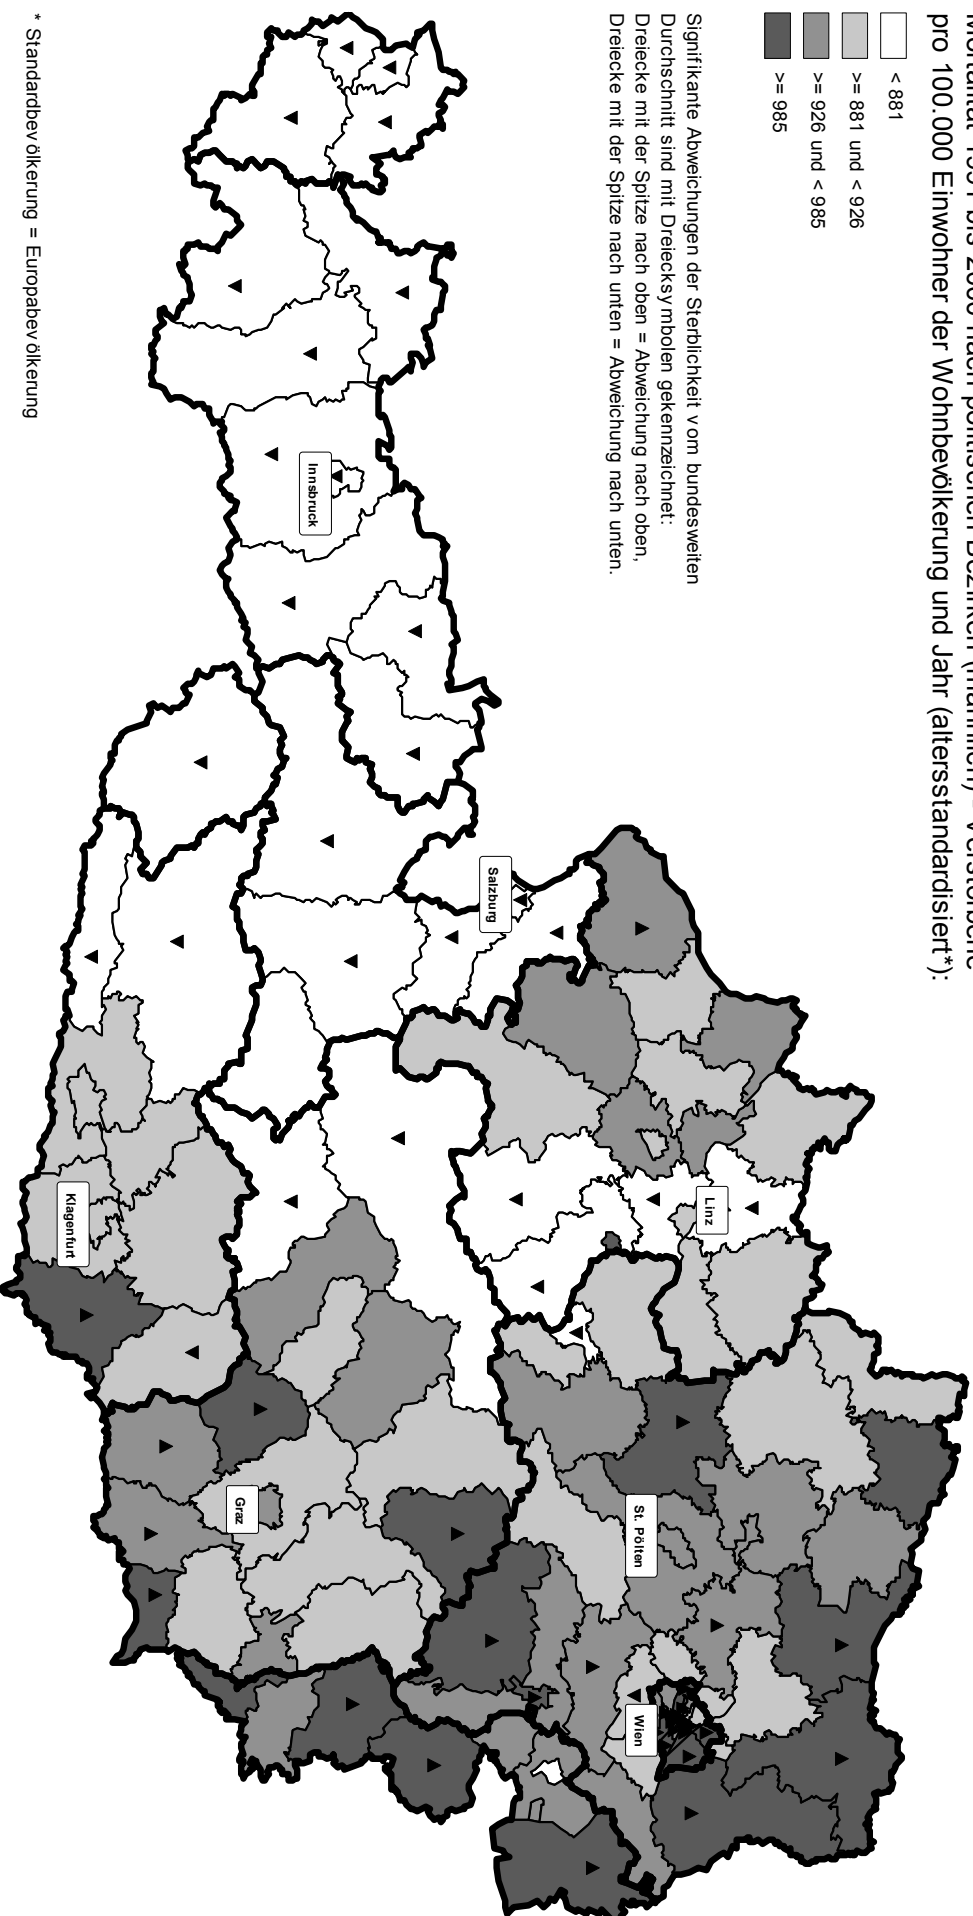 pro 100.000 Einwohner der Wohnbevölkerung und Jahr (altersstandardisiert*):
< 881
>= 881 und < 926
>= 926 und < 985
>= 985
Signifikante Abweichungen der Sterblichkeit vom bundesweiten
Durchschnitt sind mit Dreiecksymbolen gekennzeichnet:
Dreiecke mit der Spitze nach oben = Abweichung nach oben,
Dreiecke mit der Spitze nach unten = Abweichung nach unten.
Linz
St. Pölten
Wien
Salzburg
Innsbruck
Graz
Klagenfurt
* Standardbevölkerung = Europabevölkerung